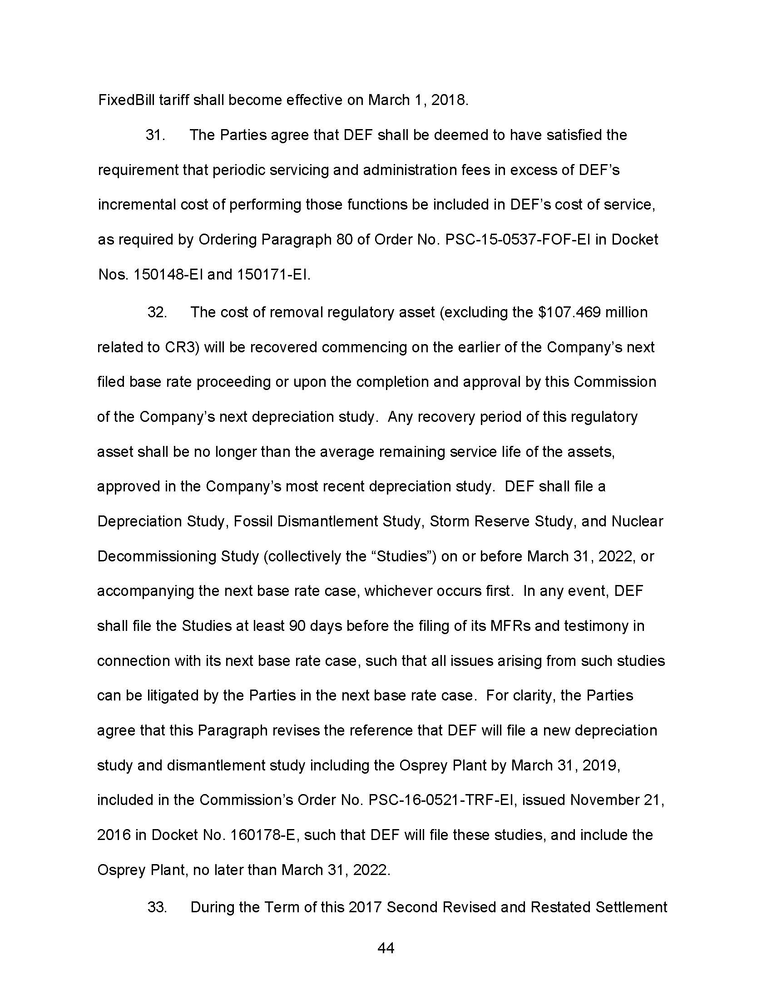 FixedBill tariff shall become effective on March 1, 2018.
31. The Parties agree that DEF shall be deemed to have satisfied the
requirement that periodic servicing and administration fees in excess of DEF’s
incremental cost of performing those functions be included in DEF’s cost of service,
as required by Ordering Paragraph 80 of Order No. PSC-15-0537-FOF-EI in Docket
Nos. 150148-EI and 150171-EI.
32. The cost of removal regulatory asset (excluding the $107.469 million
related to CR3) will be recovered commencing on the earlier of the Company’s next
filed base rate proceeding or upon the completion and approval by this Commission
of the Company’s next depreciation study. Any recovery period of this regulatory
asset shall be no longer than the average remaining service life of the assets,
approved in the Company’s most recent depreciation study. DEF shall file a
Depreciation Study, Fossil Dismantlement Study, Storm Reserve Study, and Nuclear
Decommissioning Study (collectively the “Studies”) on or before March 31, 2022, or
accompanying the next base rate case, whichever occurs first. In any event, DEF
shall file the Studies at least 90 days before the filing of its MFRs and testimony in
connection with its next base rate case, such that all issues arising from such studies
can be litigated by the Parties in the next base rate case. For clarity, the Parties
agree that this Paragraph revises the reference that DEF will file a new depreciation
study and dismantlement study including the Osprey Plant by March 31, 2019,
included in the Commission’s Order No. PSC-16-0521-TRF-EI, issued November 21,
2016 in Docket No. 160178-E, such that DEF will file these studies, and include the
Osprey Plant, no later than March 31, 2022.
33. During the Term of this 2017 Second Revised and Restated Settlement
44